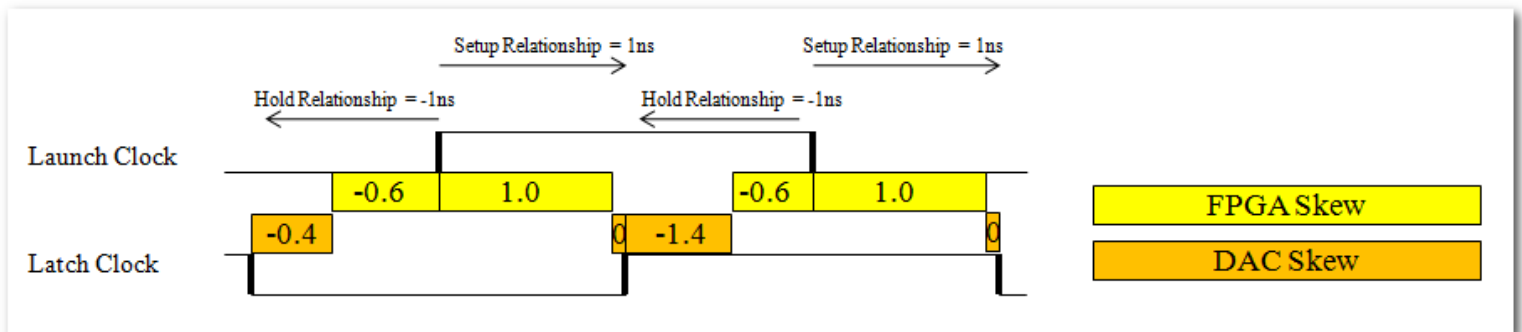 Setup Relationship = 1ns
Setup Relationship = 1ns
Hold Relationship = -1ns
Hold Relationship = -1ns
Launch Clock
-0.6
1.0
-0.6
1.0
FPGA Skew
-0.4
0
-1.4
0
DAC Skew
Latch Clock